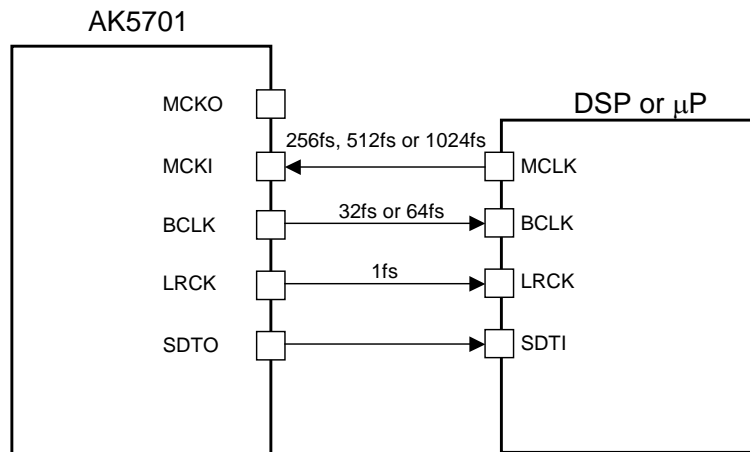 AK5701
DSP or μP
MCKO
256fs, 512fs or 1024fs
MCKI
MCLK
32fs or 64fs
BCLK
BCLK
1fs
LRCK
LRCK
SDTO
SDTI